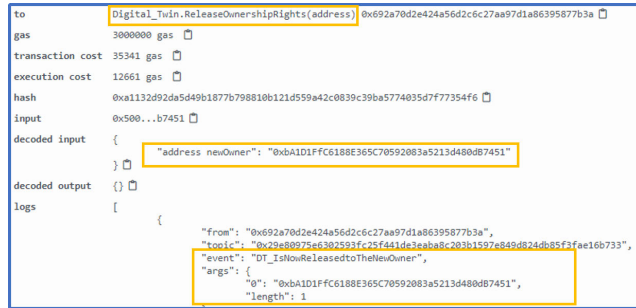 to Digital_Twin.ReleaseOwnershipRights(address) 0x692a70d2e424a56d2c6c27aa97d1a86395877b3a
gas 3000000 gas
transaction cost 35341 gas
execution cost 12661 gas
hash 0xa1132d92da5d49b1877b798810b121d559a42c0839c39ba5774035d7f77354f6
input 0x500...b7451
decoded input {
"address newOwner": "0xbA1D1FfC6188E365C70592083a5213d480dB7451"
}
decoded output {}
logs [
{
"from": "0x692a70d2e424a56d2c6c27aa97d1a86395877b3a",
"topic": "0x29e80975e6302593fc25f441de3eaba8c203b1597e849d824db85f3fae16b733",
"event": "DT_IsNowReleasedtoTheNewOwner",
"args": {
"0": "0xbA1D1FfC6188E365C70592083a5213d480dB7451",
"length": 1